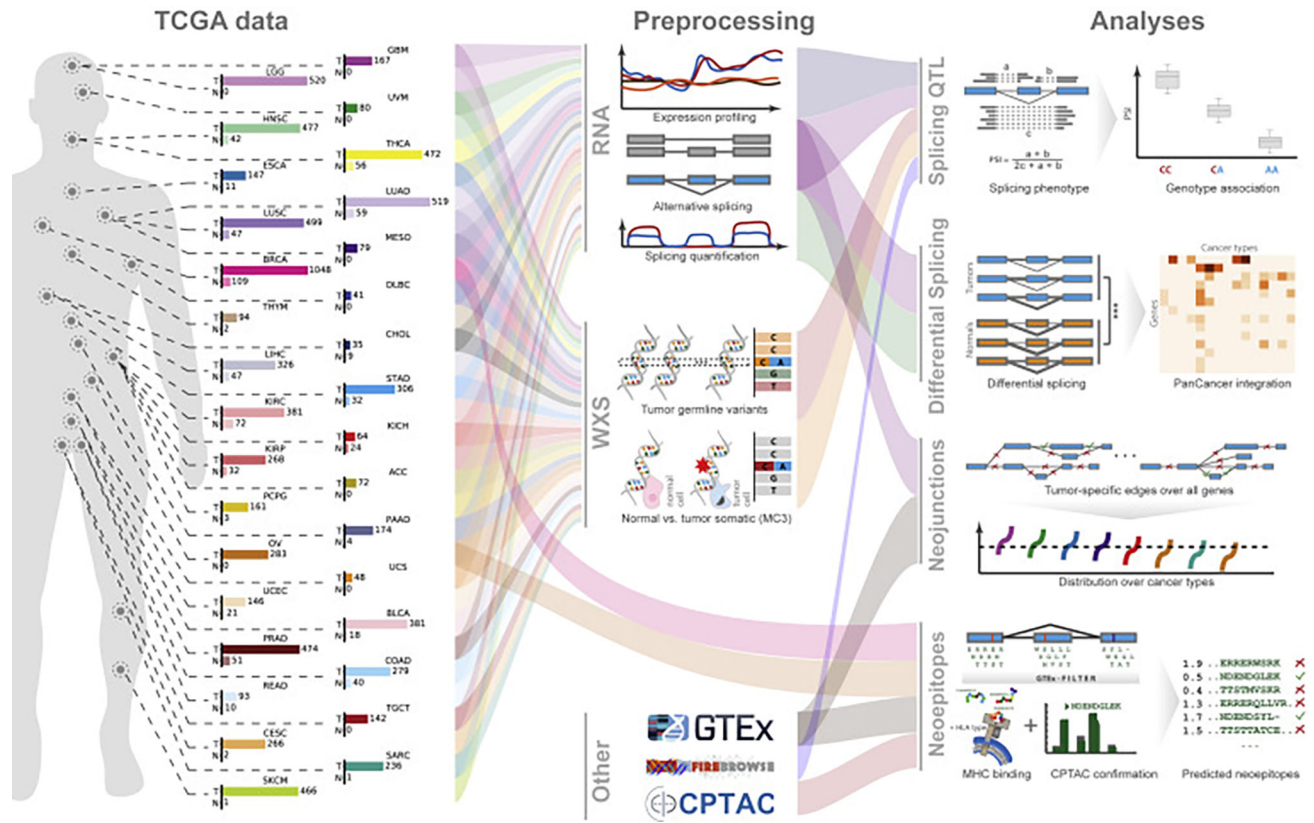 TCGA data
Preprocessing
Analyses
GBM
T 167
N 0
LGG
T 520
N 0
UVM
T 80
N 0
HNSC
T 477
N 42
THCA
T 472
N 56
ESCA
T 147
N 11
LUAD
T 519
N 59
LUSC
T 499
N 47
MESO
T 79
N 0
BRCA
T 1048
N 109
DLBC
T 41
N 0
THYM
T 94
N 2
CHOL
T 35
N 9
LIHC
T 326
N 47
STAD
T 306
N 32
KIRC
T 381
N 72
KICH
T 64
N 24
KIRP
T 268
N 32
ACC
T 72
N 0
PCPG
T 161
N 3
PAAD
T 174
N 4
OV
T 283
N 0
UCS
T 48
N 0
UCEC
T 146
N 21
BLCA
T 381
N 18
PRAD
T 474
N 51
COAD
T 279
N 40
READ
T 93
N 10
TGCT
T 142
N 0
CESC
T 266
N 2
SARC
T 236
N 1
SKCM
T 466
N 1
RNA
Expression profiling
Alternative splicing
Splicing quantification
WXS
C
C
C A
G
T
Tumor germline variants
normal cell
tumor cell
C
C
C A
G
T
Normal vs. tumor somatic (MC3)
Other
GTEx
FIREBROWSE
CPTAC
Splicing QTL
a
b
c
PSI = a + b / 2c + a + b
Splicing phenotype
PSI
CC CA AA
Genotype association
Differential Splicing
Tumors
Normals
***
Differential splicing
Cancer types
Genes
PanCancer integration
Neojunctions
. . .
Tumor-specific edges over all genes
Distribution over cancer types
Neoepitopes
GTEx-FILTER
HLA type
+
NDENDGLEK
MHC binding
CPTAC confirmation
1.9 ..ERRERWSRK ✗
0.5 ..NDENDGLEK ✓
0.4 ..TTSTMVSKR ✗
1.3 ..ERRERQLLVR ✗
1.7 ..NDENDSYL- ✓
1.5 ..TTSTTATCE ✗
...
Predicted neoepitopes